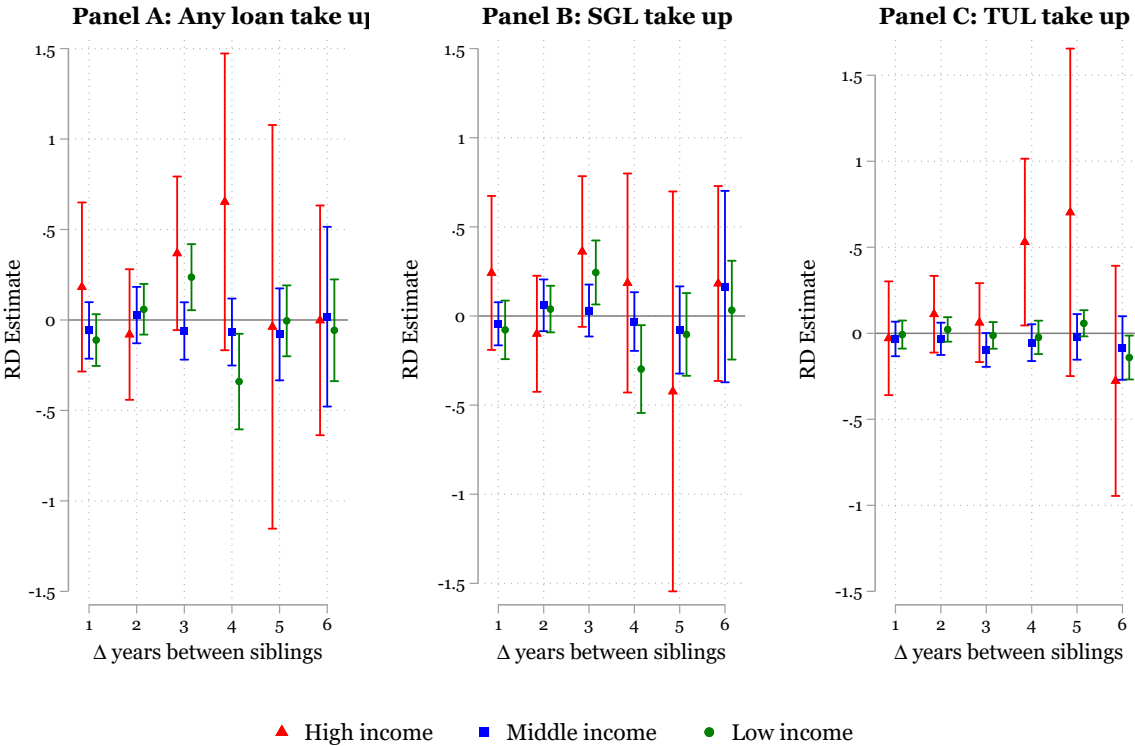 Panel A: Any loan take up
Panel B: SGL take up
Panel C: TUL take up
1.5
1
.5
0
-.5
-1
-1.5
RD Estimate
1 2 3 4 5 6
Δ years between siblings
1.5
1
.5
0
-.5
-1
-1.5
RD Estimate
1 2 3 4 5 6
Δ years between siblings
1.5
1
.5
0
-.5
-1
-1.5
RD Estimate
1 2 3 4 5 6
Δ years between siblings
High income Middle income Low income